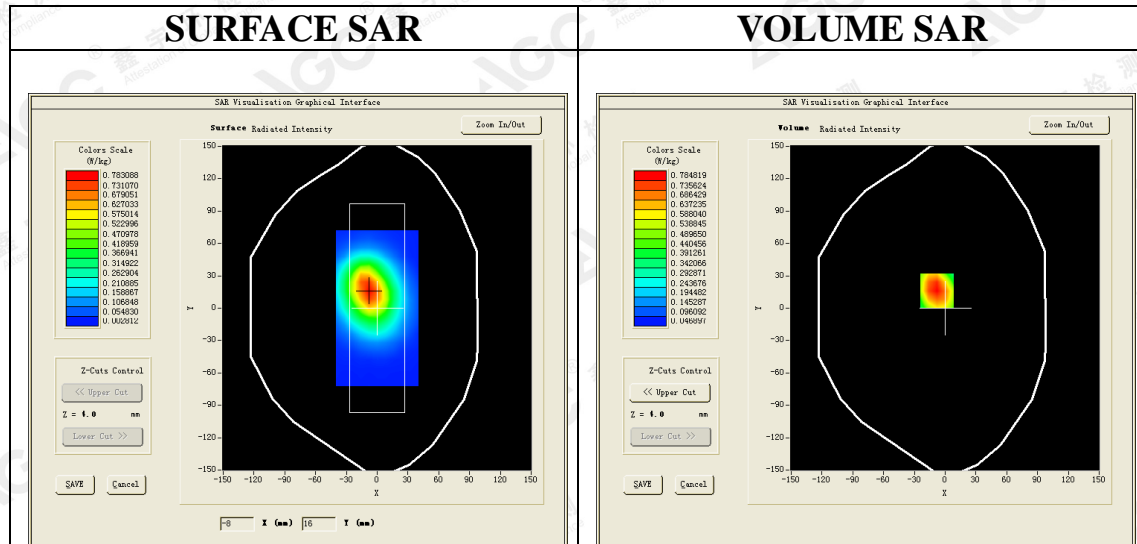 SURFACE SAR
VOLUME SAR
SAR Visualisation Graphical Interface
Surface Radiated Intensity
Zoom In/Out
Colors Scale
(W/kg)
0.783088
0.731070
0.679051
0.627033
0.575014
0.522996
0.470978
0.418959
0.366941
0.314922
0.262904
0.210885
0.158867
0.106848
0.054830
0.002812
150
120
90
60
30
0
-30
-60
-90
-120
-150
Y
-150 -120 -90 -60 -30 0 30 60 90 120 150
X
Z-Cuts Control
<< Upper Cut
Z = 4.0 mm
Lower Cut >>
SAVE Cancel
-8 X (mm) 16 Y (mm)
SAR Visualisation Graphical Interface
Volume Radiated Intensity
Zoom In/Out
Colors Scale
(W/kg)
0.784819
0.735624
0.686429
0.637235
0.588040
0.538845
0.489650
0.440456
0.391261
0.342066
0.292871
0.243676
0.194482
0.145287
0.096092
0.046897
150
120
90
60
30
0
-30
-60
-90
-120
-150
Y
-150 -120 -90 -60 -30 0 30 60 90 120 150
X
Z-Cuts Control
<< Upper Cut
Z = 4.0 mm
Lower Cut >>
SAVE Cancel